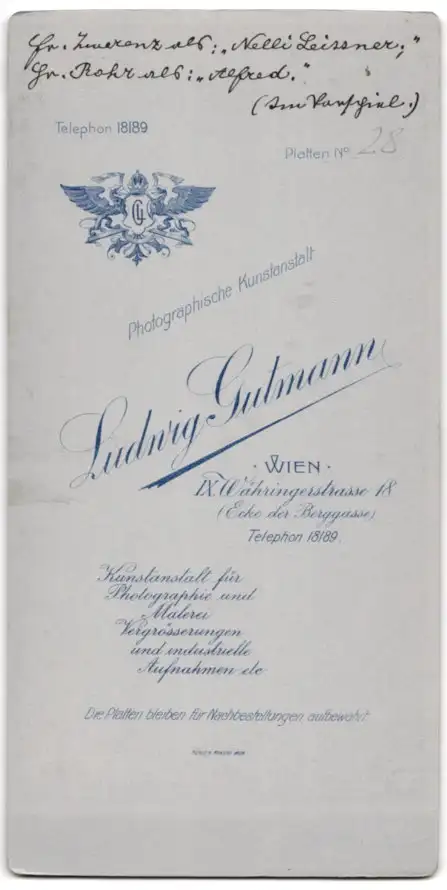 Fr. Zwerenz als: „Nelli Leissner;"
Hr. Rohr als: „Alfred."
(Im Vorspiel.)
Telephon 18189
Platten No 28
Photographische Kunstanstalt
Ludwig Gutmann
· WIEN ·
IX Währingerstrasse 18
(Ecke der Berggasse)
Telephon 18189.
Kunstanstalt für
Photographie und
Malerei
Vergrösserungen
und industrielle
Aufnahmen etc
Die Platten bleiben für Nachbestellungen aufbewahrt